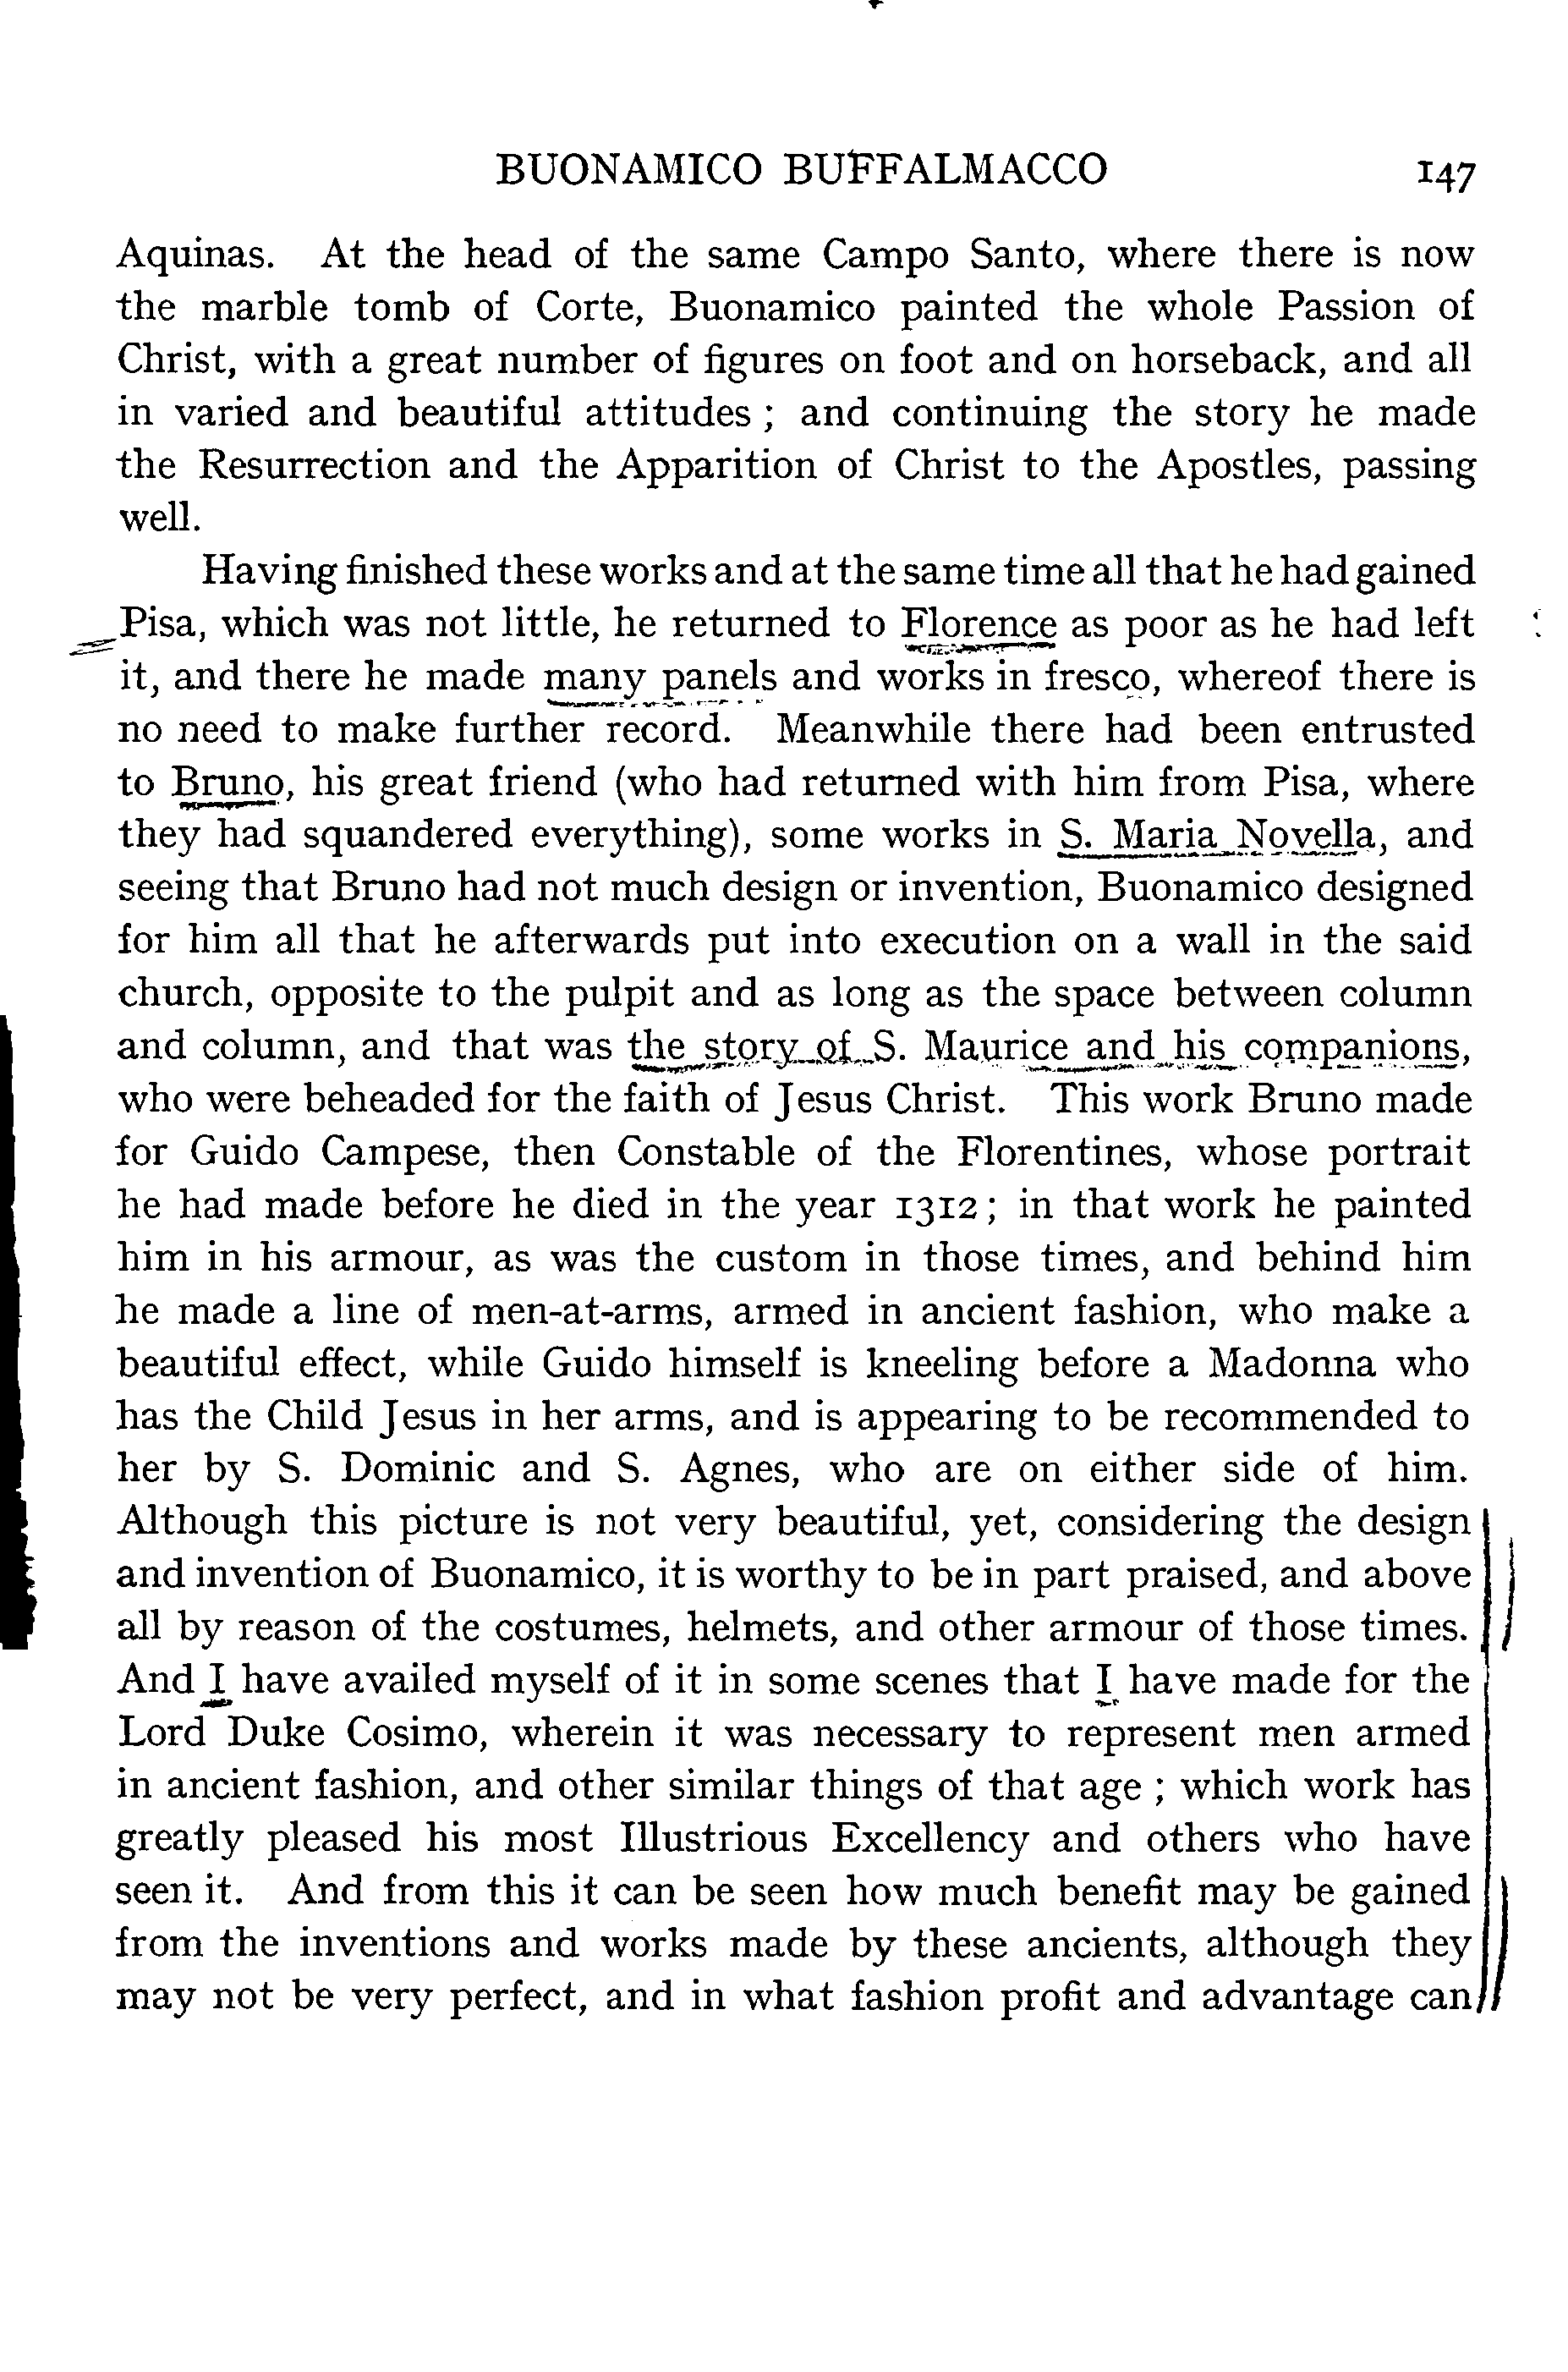 BUONAMICO BUFFALMACCO 147
Aquinas. At the head of the same Campo Santo, where there is now
the marble tomb of Corte, Buonamico painted the whole Passion of
Christ, with a great number of figures on foot and on horseback, and all
in varied and beautiful attitudes ; and continuing the story he made
the Resurrection and the Apparition of Christ to the Apostles, passing
well.
Having finished these works and at the same time all that he had gained
Pisa, which was not little, he returned to Florence as poor as he had left
it, and there he made many panels and works in fresco, whereof there is
no need to make further record. Meanwhile there had been entrusted
to Bruno, his great friend (who had returned with him from Pisa, where
they had squandered everything), some works in S. Maria Novella, and
seeing that Bruno had not much design or invention, Buonamico designed
for him all that he afterwards put into execution on a wall in the said
church, opposite to the pulpit and as long as the space between column
and column, and that was the story of S. Maurice and his companions,
who were beheaded for the faith of Jesus Christ. This work Bruno made
for Guido Campese, then Constable of the Florentines, whose portrait
he had made before he died in the year 1312; in that work he painted
him in his armour, as was the custom in those times, and behind him
he made a line of men-at-arms, armed in ancient fashion, who make a
beautiful effect, while Guido himself is kneeling before a Madonna who
has the Child Jesus in her arms, and is appearing to be recommended to
her by S. Dominic and S. Agnes, who are on either side of him.
Although this picture is not very beautiful, yet, considering the design
and invention of Buonamico, it is worthy to be in part praised, and above
all by reason of the costumes, helmets, and other armour of those times.
And I have availed myself of it in some scenes that I have made for the
Lord Duke Cosimo, wherein it was necessary to represent men armed
in ancient fashion, and other similar things of that age ; which work has
greatly pleased his most Illustrious Excellency and others who have
seen it. And from this it can be seen how much benefit may be gained
from the inventions and works made by these ancients, although they
may not be very perfect, and in what fashion profit and advantage can